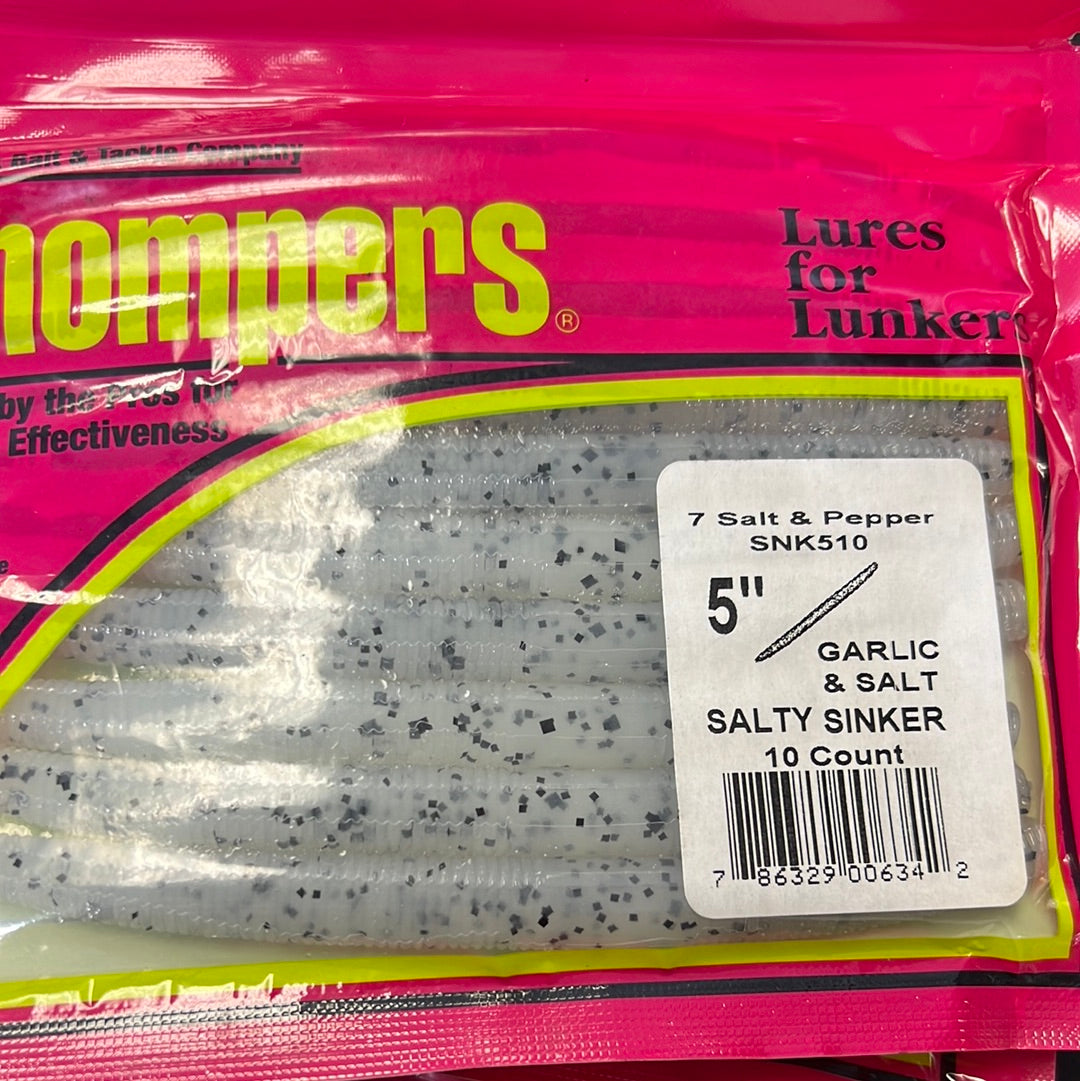 Bait & Tackle Company
hompers®
Lures
for
Lunkers
by the Pros for
Effectiveness
7 Salt & Pepper
SNK510
5"
GARLIC
& SALT
SALTY SINKER
10 Count
7 86329 00634 2